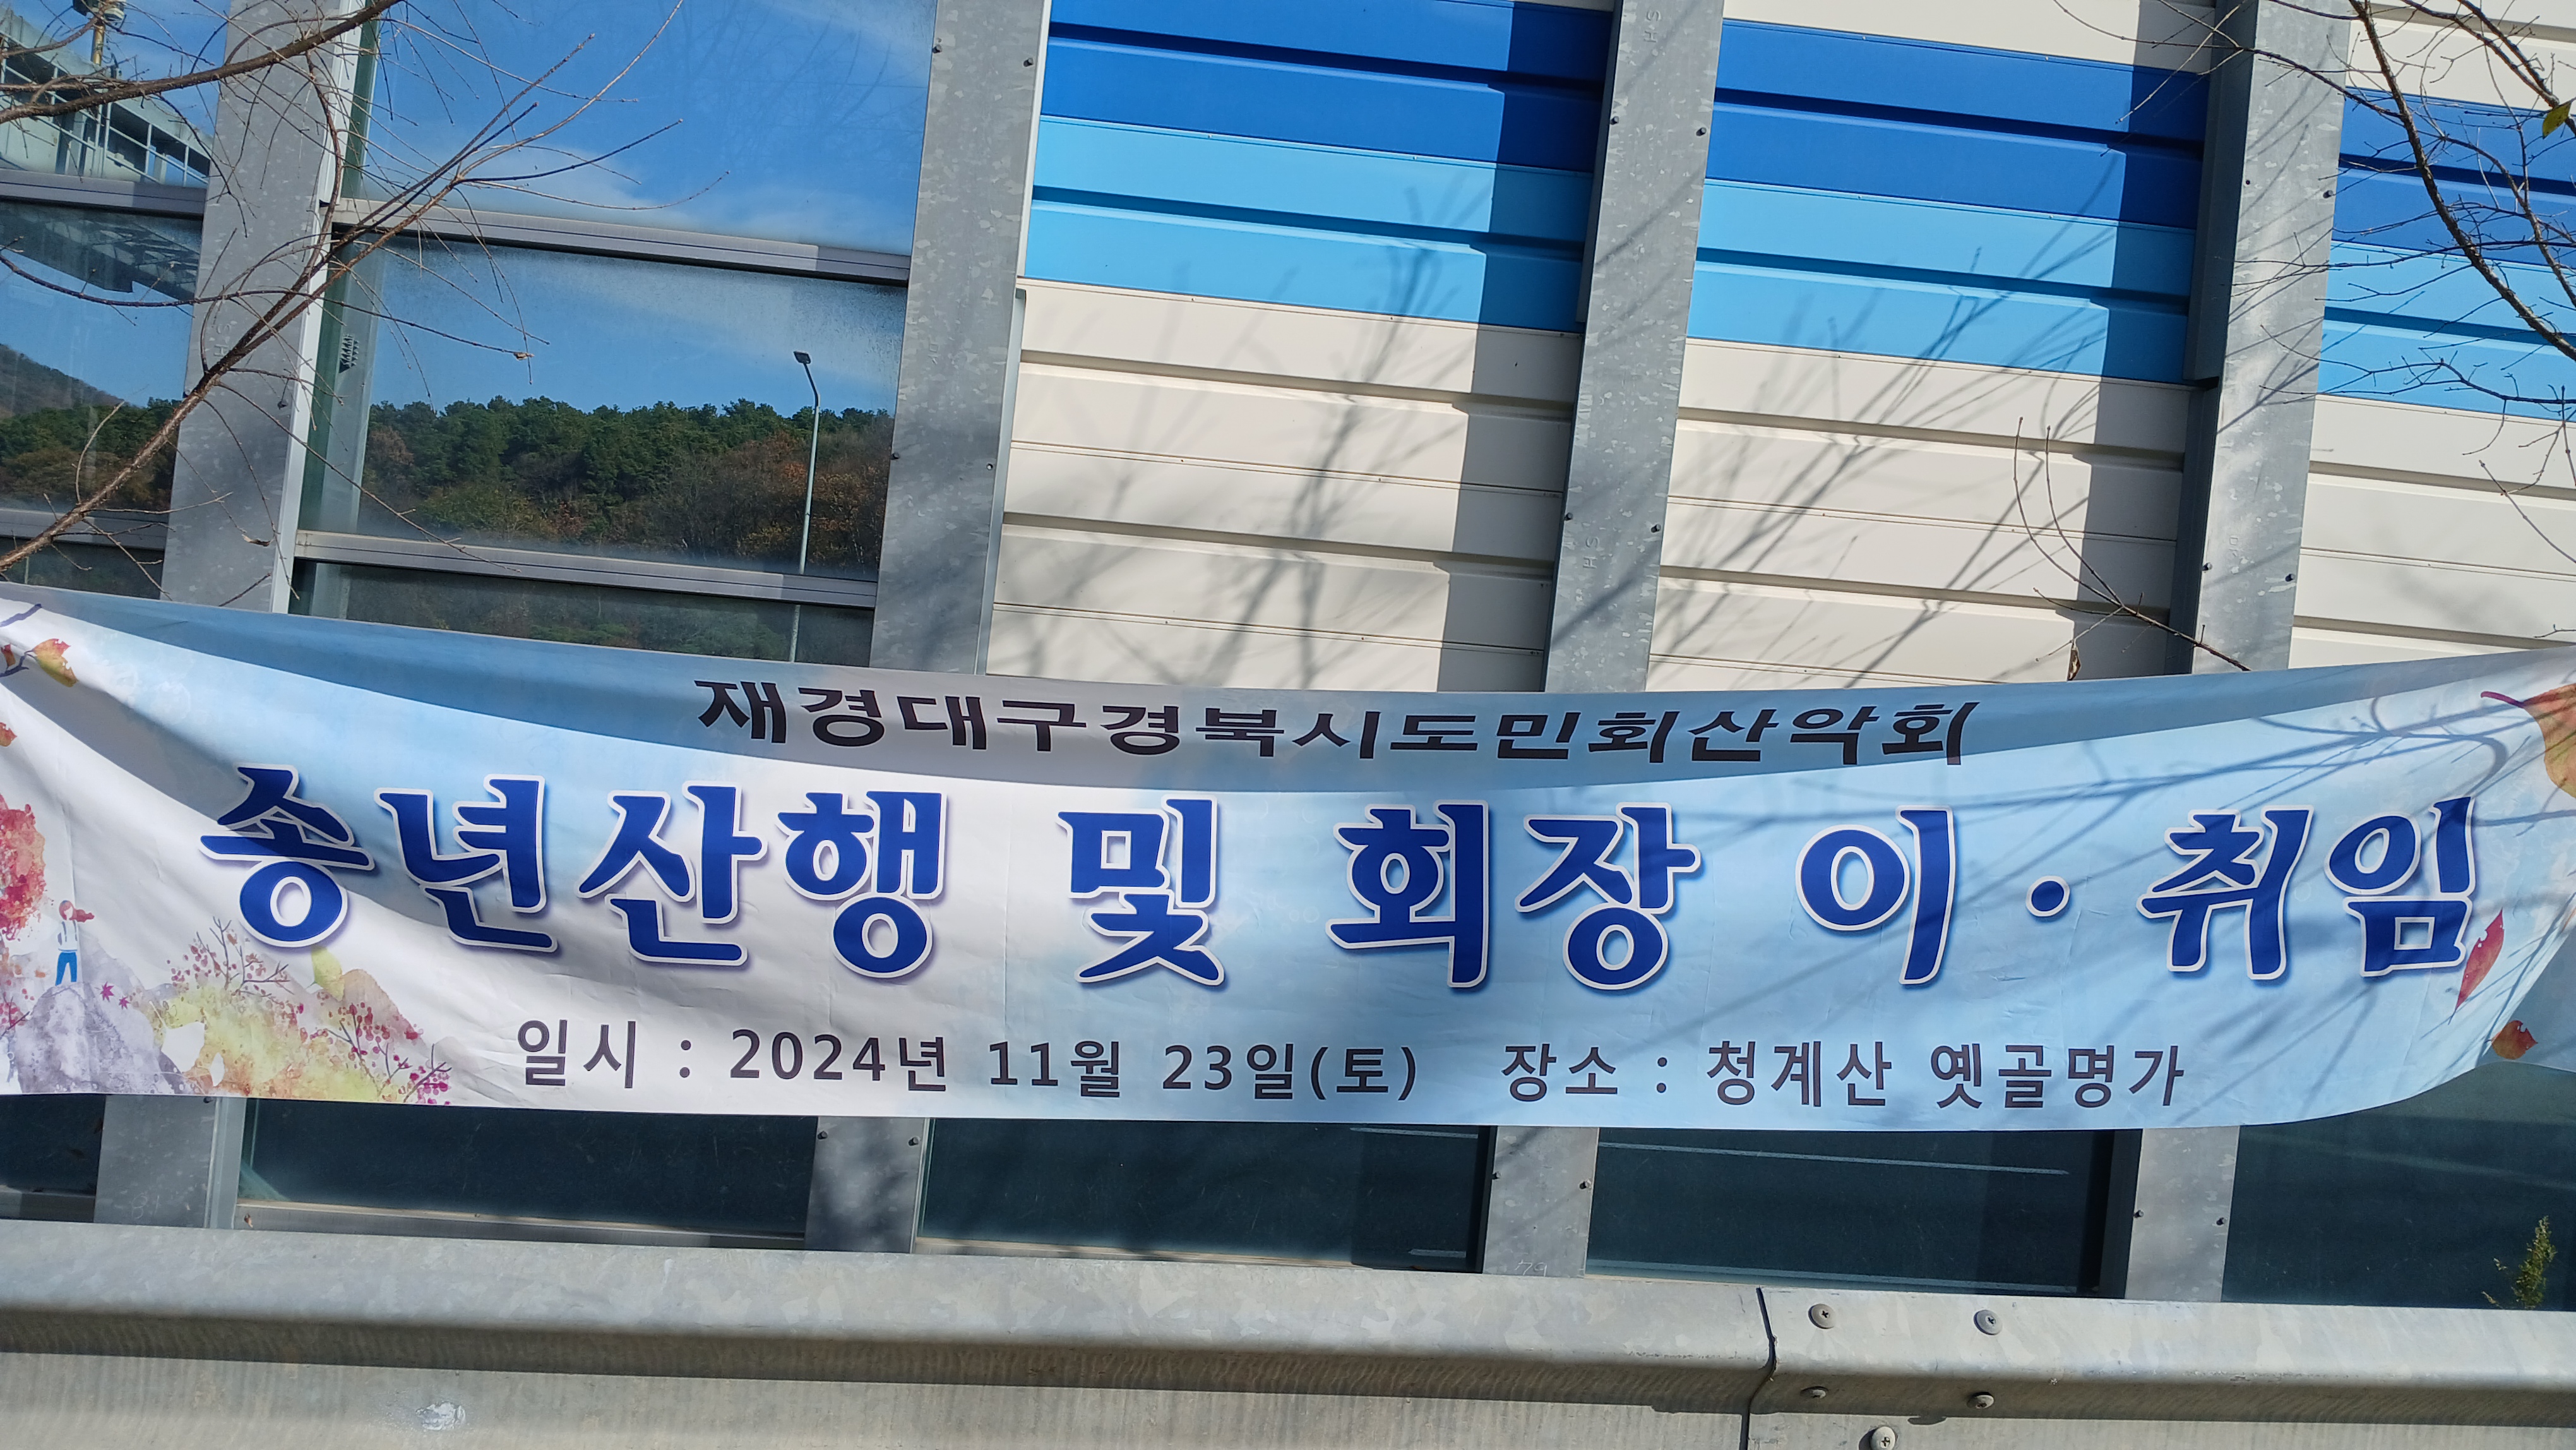 재경대구경북시도민회산악회
송년산행 및 회장 이·취임
일시 : 2024년 11월 23일(토) 장소 : 청계산 옛골명가